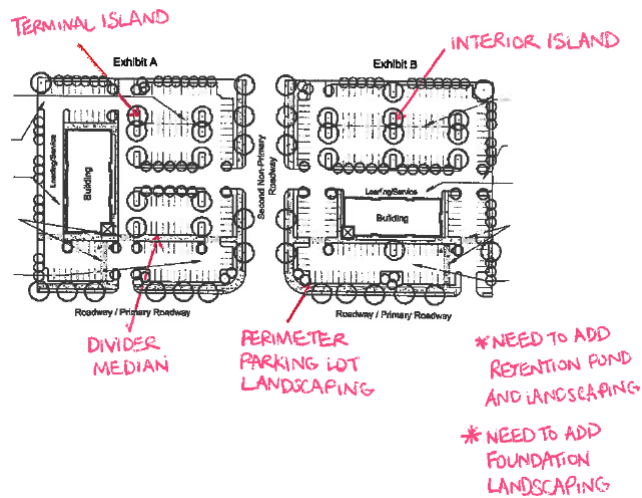 TERMINAL ISLAND
INTERIOR ISLAND
Exhibit A
Exhibit B
Loading/Service
Building
Second Non-Primary
Roadway
Loading/Service
Building
Roadway / Primary Roadway
Roadway / Primary Roadway
DIVIDER
MEDIAN
PERIMETER
PARKING LOT
LANDSCAPING
*NEED TO ADD
RETENTION POND
AND LANDSCAPING
* NEED TO ADD
FOUNDATION
LANDSCAPING